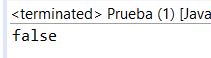 <terminated> Prueba (1) [Java
false